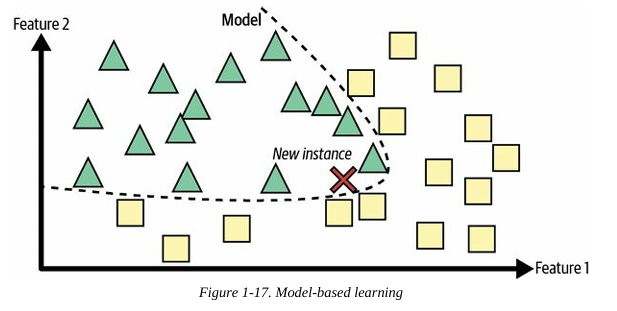 Feature 2
Model
New instance
Feature 1
Figure 1-17. Model-based learning